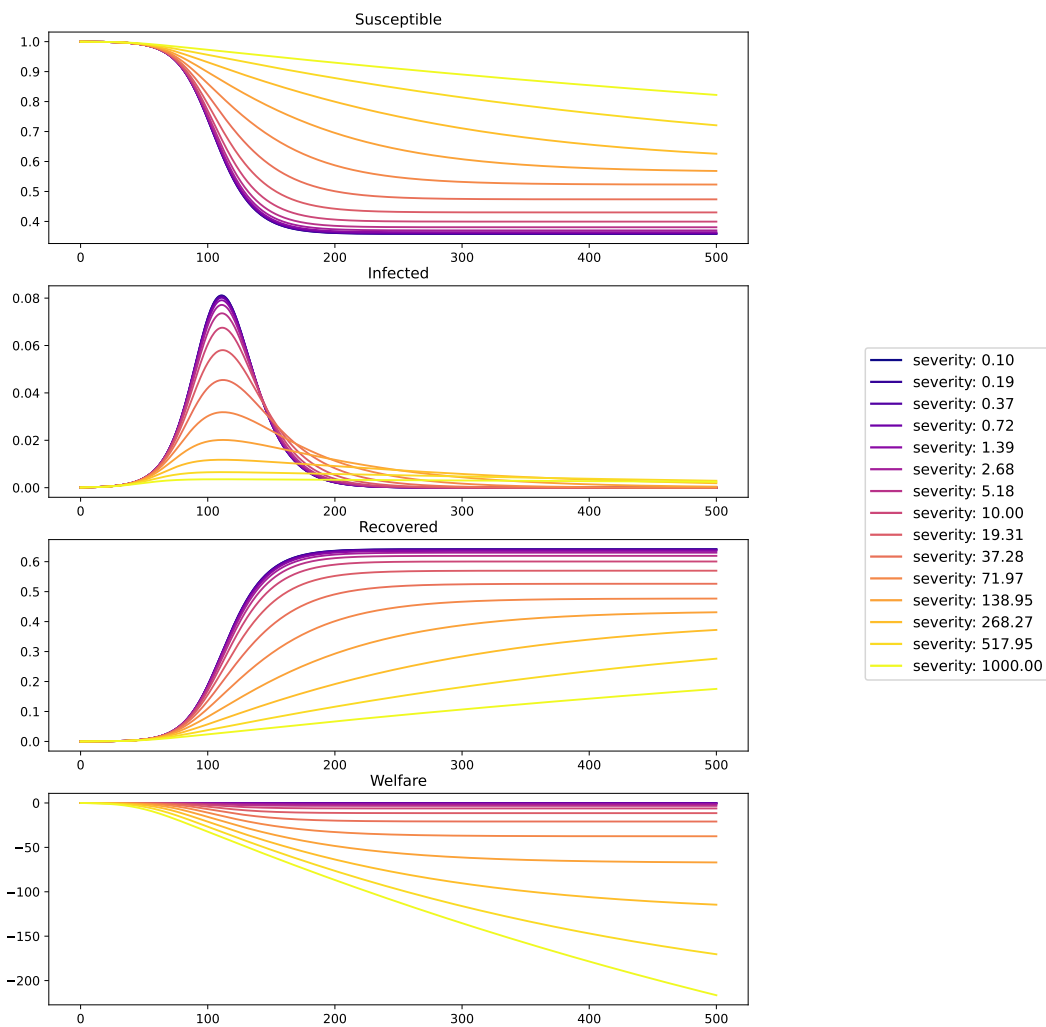 Susceptible
1.0
0.9
0.8
0.7
0.6
0.5
0.4
0 100 200 300 400 500
Infected
0.08
0.06
0.04
0.02
0.00
0 100 200 300 400 500
Recovered
0.6
0.5
0.4
0.3
0.2
0.1
0.0
0 100 200 300 400 500
Welfare
0
−50
−100
−150
−200
0 100 200 300 400 500
severity: 0.10
severity: 0.19
severity: 0.37
severity: 0.72
severity: 1.39
severity: 2.68
severity: 5.18
severity: 10.00
severity: 19.31
severity: 37.28
severity: 71.97
severity: 138.95
severity: 268.27
severity: 517.95
severity: 1000.00